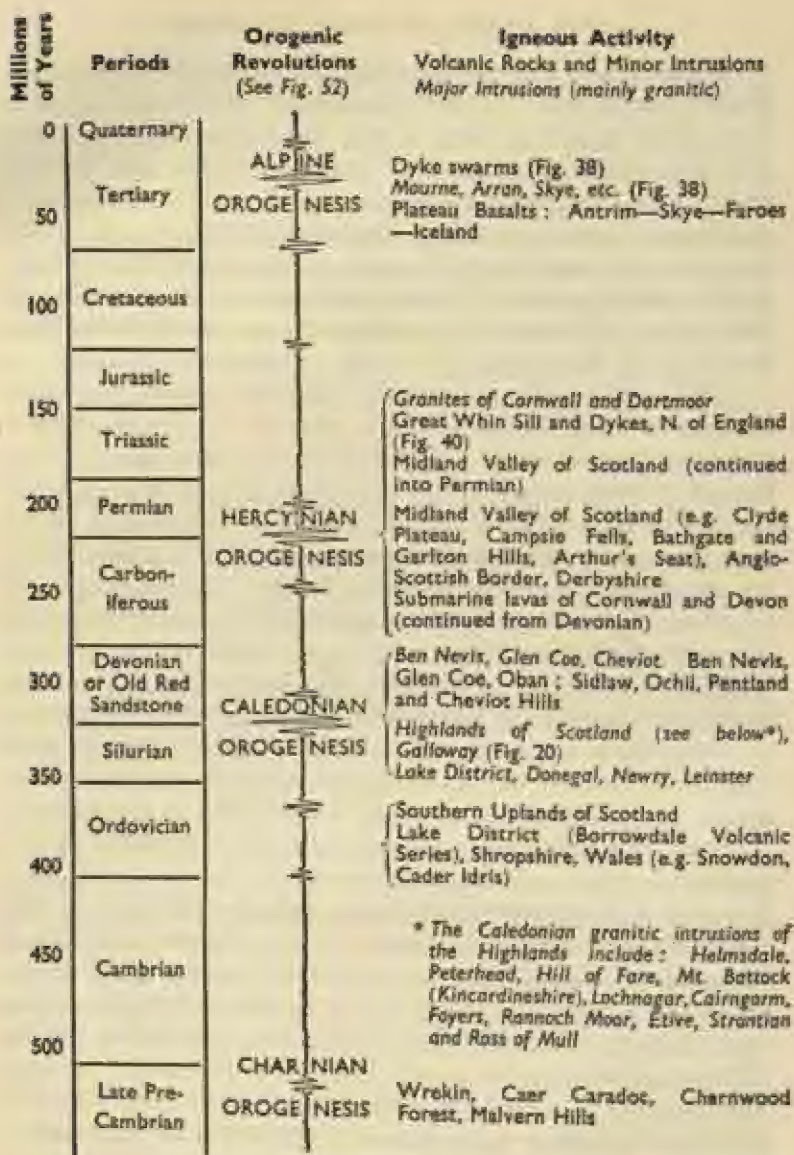 Millions
of Years
Periods
Orogenic
Revolutions
(See Fig. 52)
Igneous Activity
Volcanic Rocks and Minor Intrusions
Major Intrusions (mainly granitic)
0
50
100
150
200
250
300
350
400
450
500
Quaternary
Tertiary
Cretaceous
Jurassic
Triassic
Permian
Carbon-
iferous
Devonian
or Old Red
Sandstone
Silurian
Ordovician
Cambrian
Late Pre-
Cambrian
ALPINE
OROGENESIS
HERCYNIAN
OROGENESIS
CALEDONIAN
OROGENESIS
CHARNIAN
OROGENESIS
Dyke swarms (Fig. 38)
Mourne, Arran, Skye, etc. (Fig. 38)
Plateau Basalts: Antrim—Skye—Faroes
—Iceland
Granites of Cornwall and Dartmoor
Great Whin Sill and Dykes, N. of England
(Fig. 40)
Midland Valley of Scotland (continued
into Permian)
Midland Valley of Scotland (e.g. Clyde
Plateau, Campsie Fells, Bathgate and
Garlton Hills, Arthur's Seat), Anglo-
Scottish Border, Derbyshire
Submarine lavas of Cornwall and Devon
(continued from Devonian)
Ben Nevis, Glen Coe, Cheviot. Ben Nevis,
Glen Coe, Oban; Sidlaw, Ochil, Pentland
and Cheviot Hills
Highlands of Scotland (see below*),
Galloway (Fig. 20)
Lake District, Donegal, Newry, Leinster
Southern Uplands of Scotland
Lake District (Borrowdale Volcanic
Series), Shropshire, Wales (e.g. Snowdon,
Cader Idris)
* The Caledonian granitic intrusions of
the Highlands include: Helmsdale,
Peterhead, Hill of Fare, Mt. Battock
(Kincardineshire), Lochnagar, Cairngorm,
Foyers, Rannoch Moor, Etive, Strontian
and Ross of Mull
Wrekin, Caer Caradoc, Charnwood
Forest, Malvern Hills